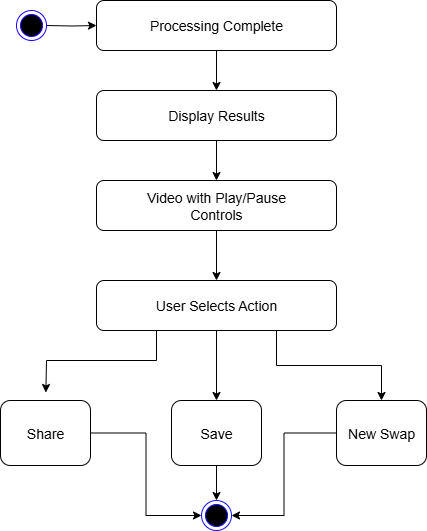 Processing Complete
Display Results
Video with Play/Pause
Controls
User Selects Action
Share
Save
New Swap